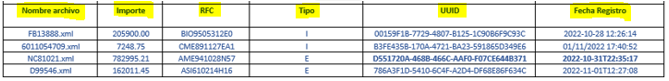 Nombre archivo Importe RFC Tipo UUID Fecha Registro
FB13888.xml 205900.00 BIO9505312E0 I 00159F1B-7729-4807-B125-1C90B6F9C93C 2022-10-28 12:26:14
6011054709.xml 7248.75 CME891127EA1 I B3FE435B-170A-4721-BA23-591865D349E6 01/11/2022 17:40:52
NC81021.xml 782995.21 AME941028N57 E D551720A-468B-466C-AAF0-F07CE644B371 2022-10-31T22:35:17
D99546.xml 162011.45 ASI610214H16 E 786A3F1D-5410-6C4F-A2D4-DF68E86F634C 2022-11-01T12:27:08